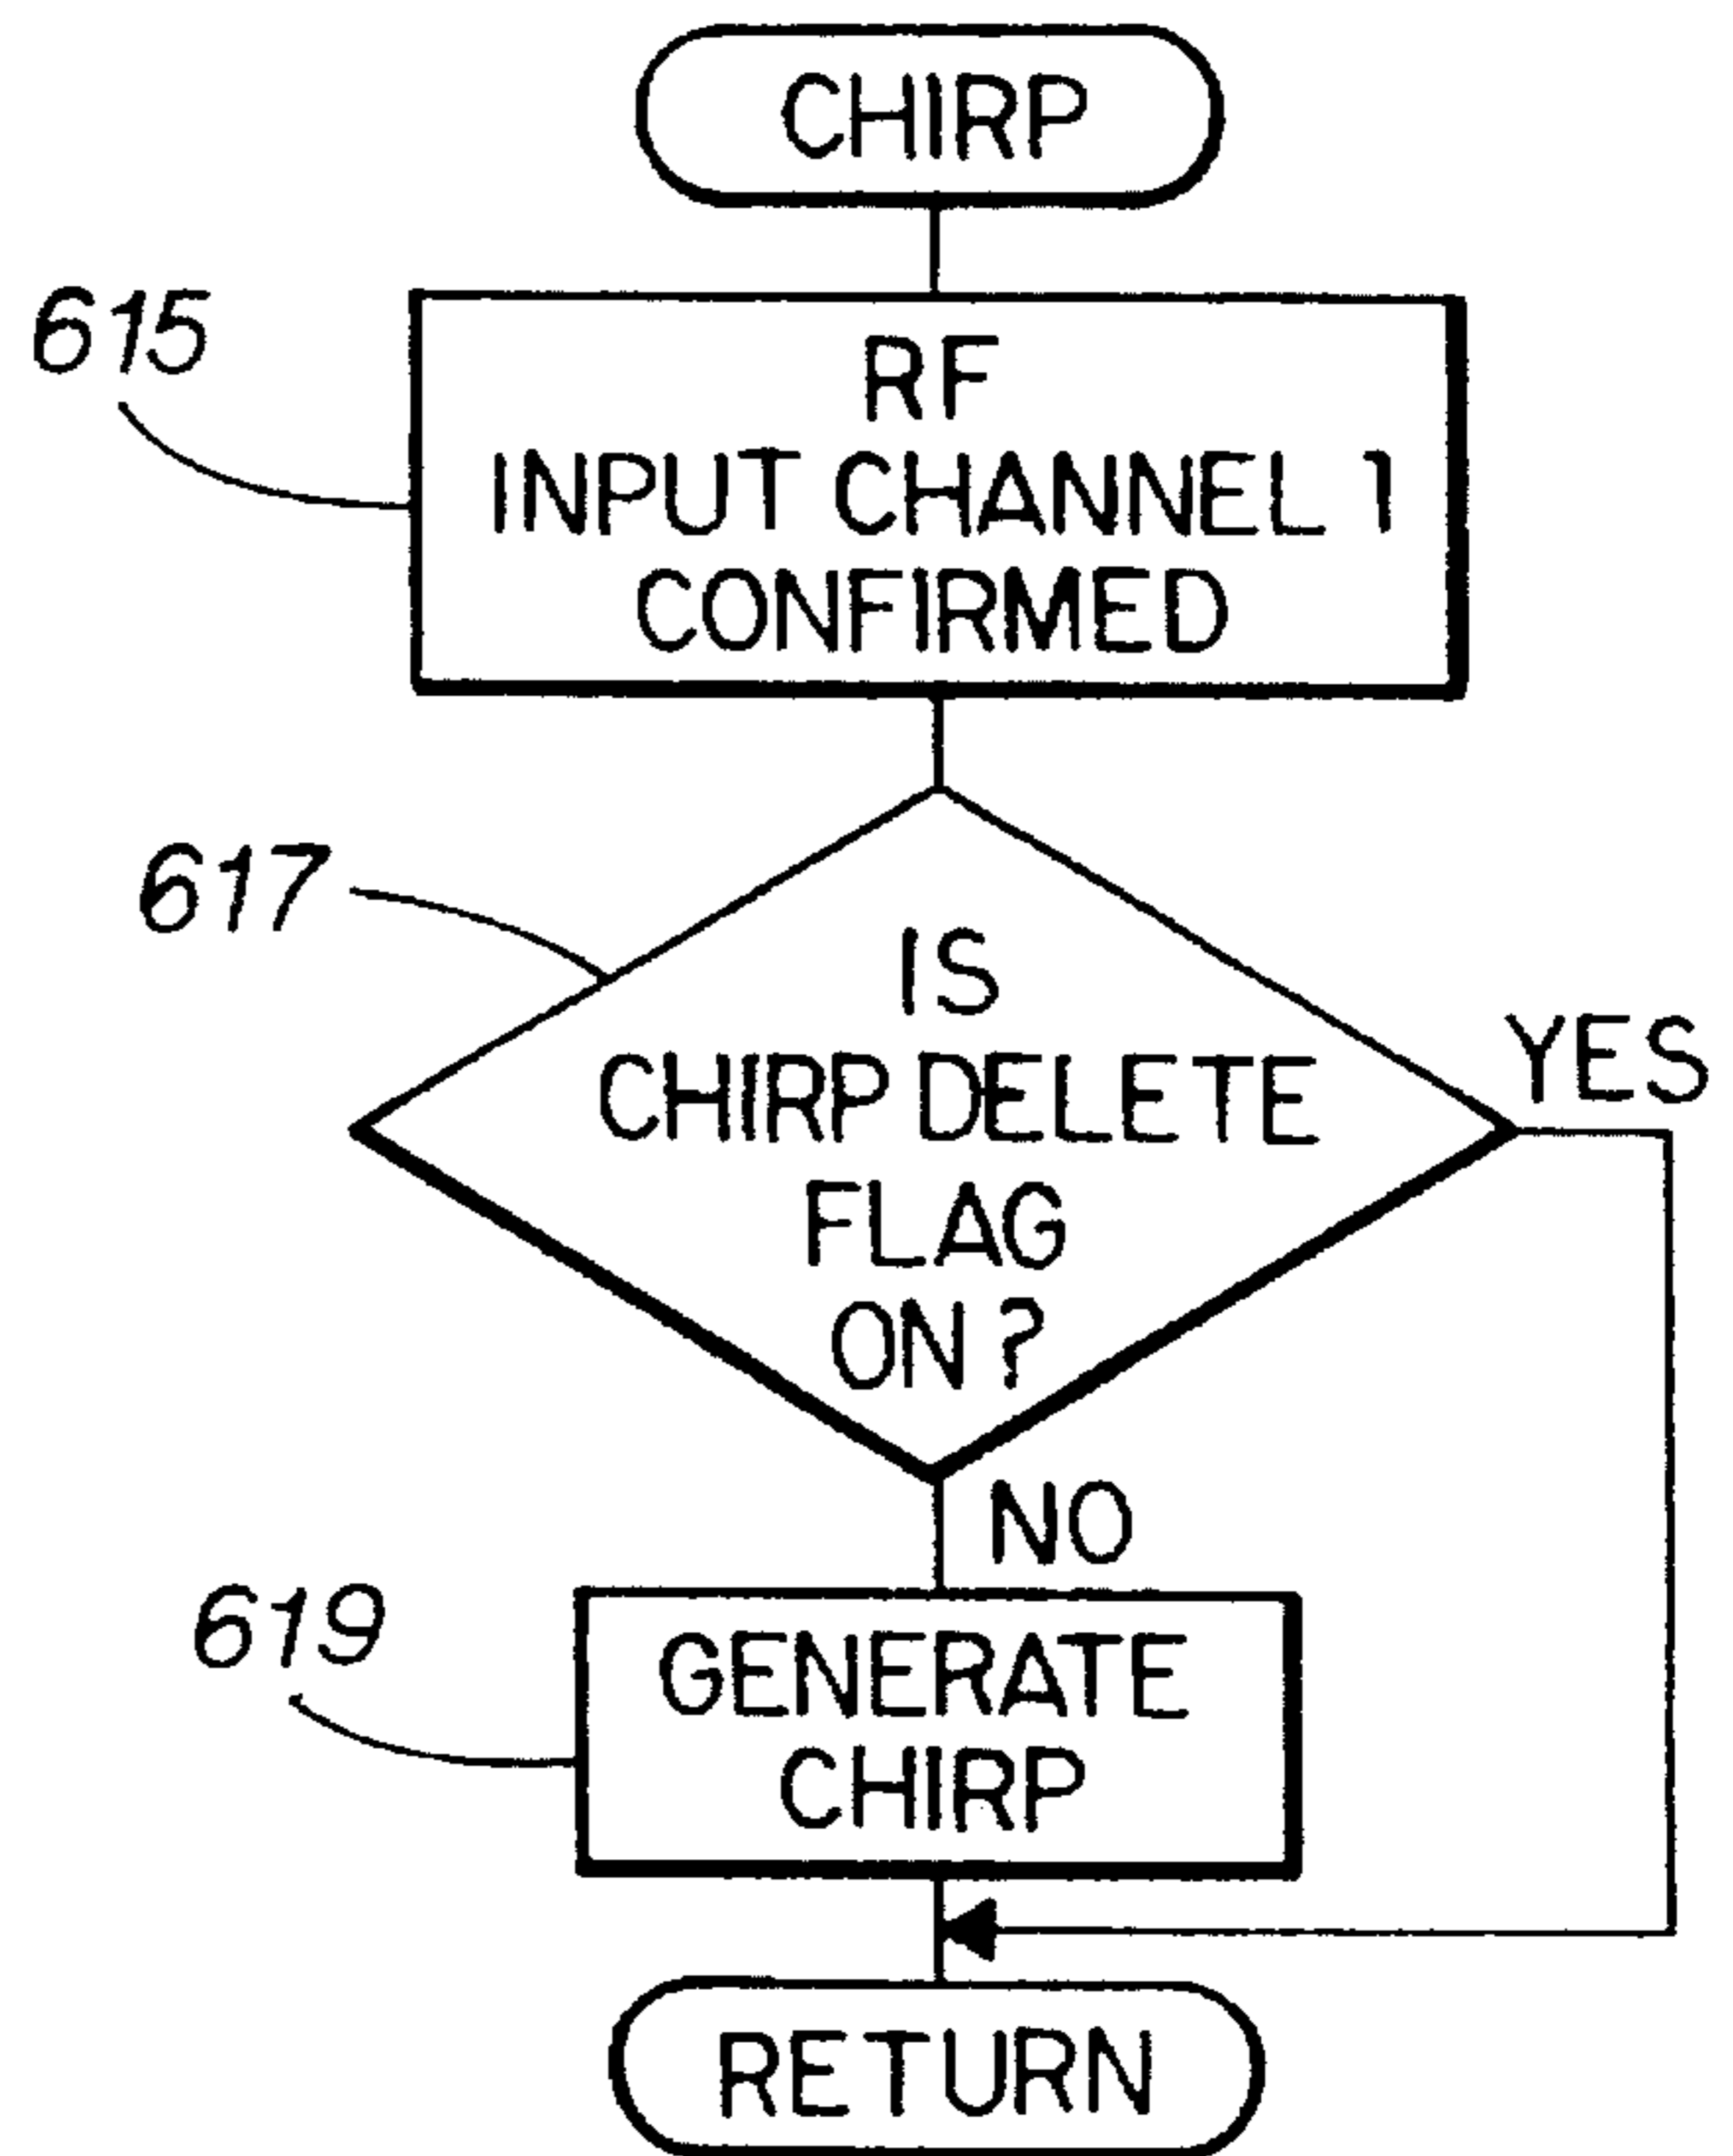 CHIRP
615
RF
INPUT CHANNEL 1
CONFIRMED
617
IS
CHIRP DELETE
FLAG
ON?
YES
NO
619
GENERATE
CHIRP
RETURN